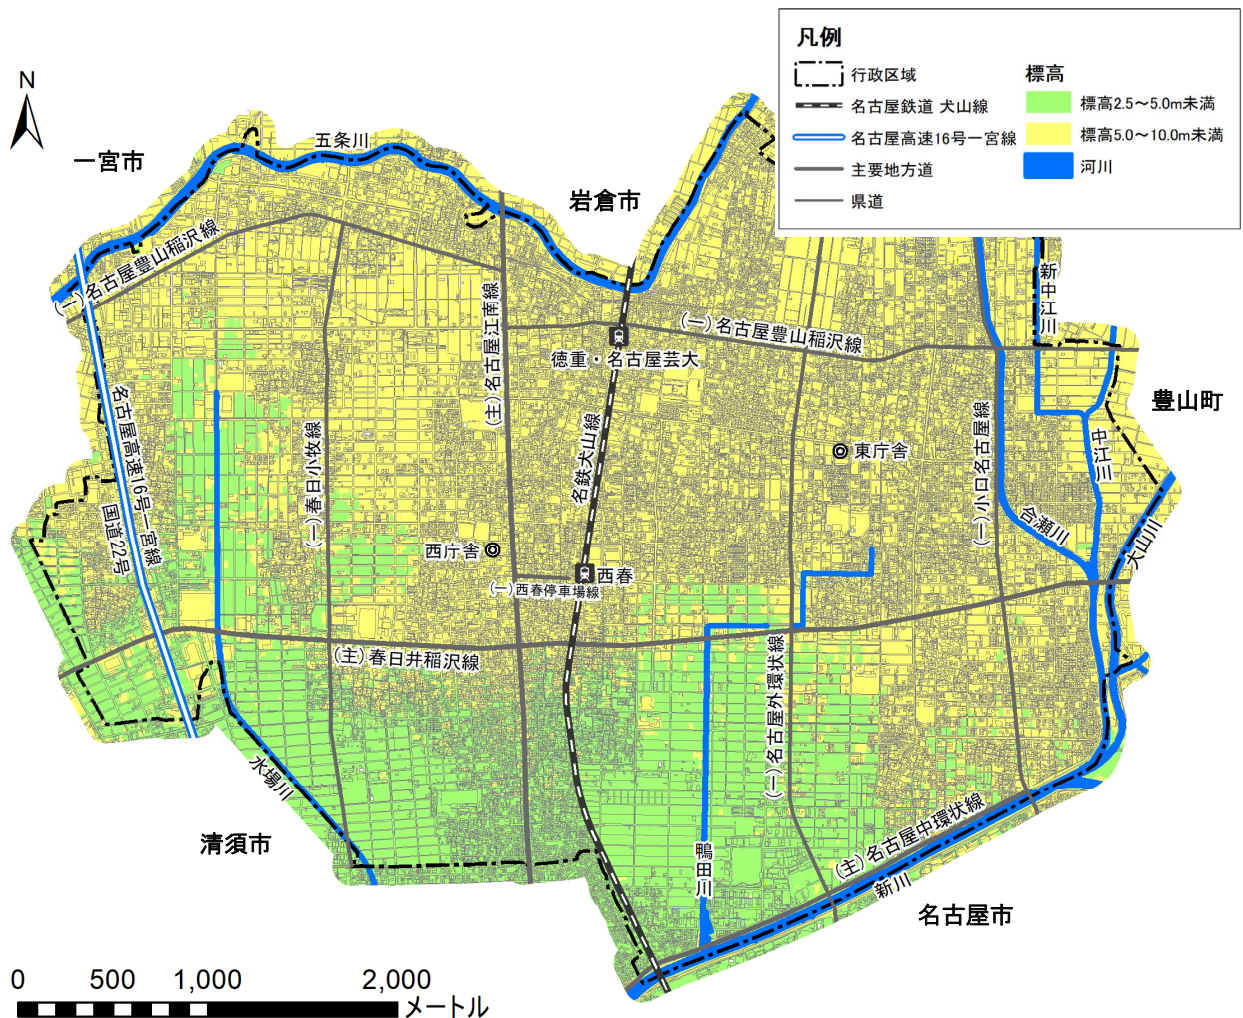 凡例
行政区域
名古屋鉄道 犬山線
名古屋高速16号一宮線
主要地方道
県道
標高
標高2.5～5.0m未満
標高5.0～10.0m未満
河川
N
一宮市
五条川
岩倉市
(一)名古屋豊山稲沢線
新中江川
(主)名古屋江南線
(一)名古屋豊山稲沢線
徳重・名古屋芸大
豊山町
名古屋高速16号一宮線
国道22号
(一)春日小牧線
名鉄犬山線
東庁舎
(一)小口名古屋線
中江川
合瀬川
大山川
西庁舎
西春
(一)西春停車場線
(主)春日井稲沢線
(一)名古屋外環状線
水場川
清須市
鴨田川
(主)名古屋中環状線
新川
名古屋市
0 500 1,000 2,000
メートル